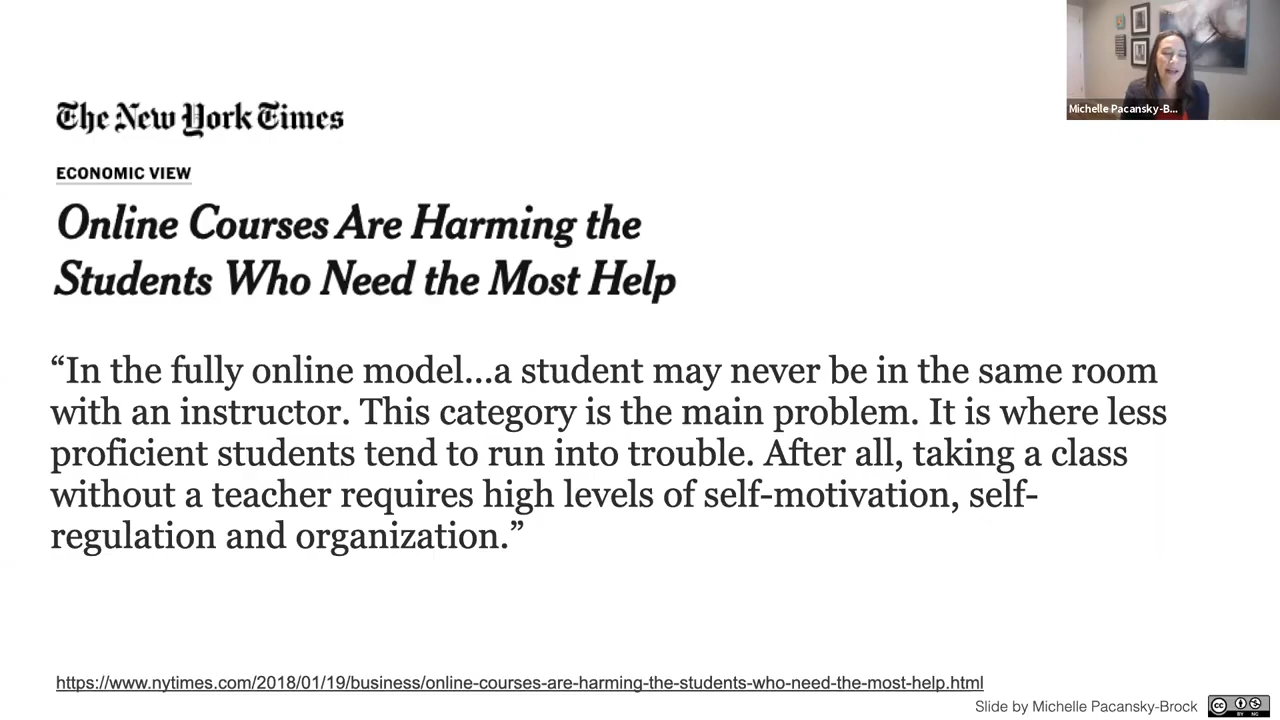 The New York Times
ECONOMIC VIEW
Online Courses Are Harming the
Students Who Need the Most Help
“In the fully online model...a student may never be in the same room
with an instructor. This category is the main problem. It is where less
proficient students tend to run into trouble. After all, taking a class
without a teacher requires high levels of self-motivation, self-
regulation and organization.”
https://www.nytimes.com/2018/01/19/business/online-courses-are-harming-the-students-who-need-the-most-help.html
Slide by Michelle Pacansky-Brock
CC BY NC
Michelle Pacansky-B...